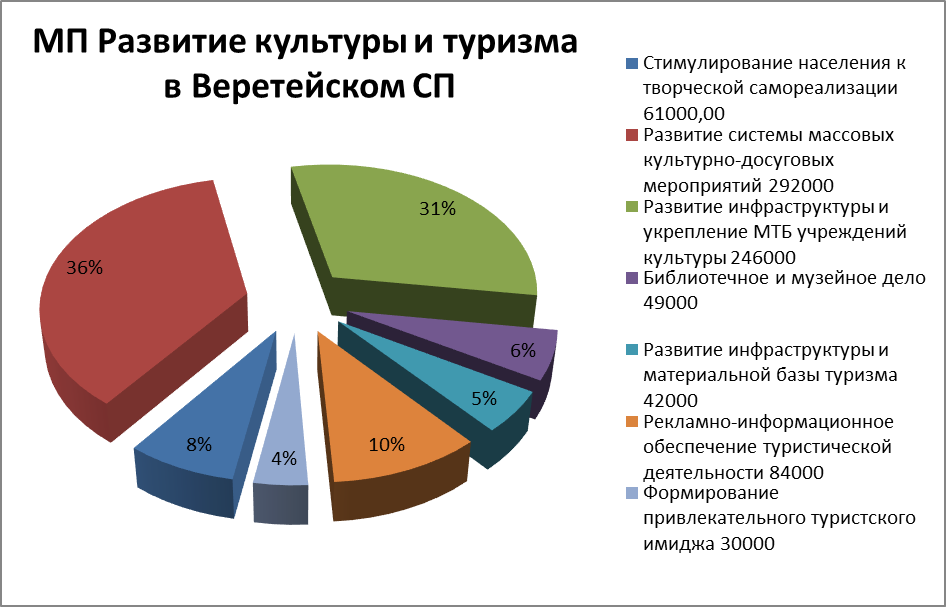 МП Развитие культуры и туризма
в Веретейском СП
31%
36%
6%
5%
10%
8%
4%
Стимулирование населения к
творческой самореализации
61000,00
Развитие системы массовых
культурно-досуговых
мероприятий 292000
Развитие инфраструктуры и
укрепление МТБ учреждений
культуры 246000
Библиотечное и музейное дело
49000
Развитие инфраструктуры и
материальной базы туризма
42000
Рекламно-информационное
обеспечение туристической
деятельности 84000
Формирование
привлекательного туристского
имиджа 30000